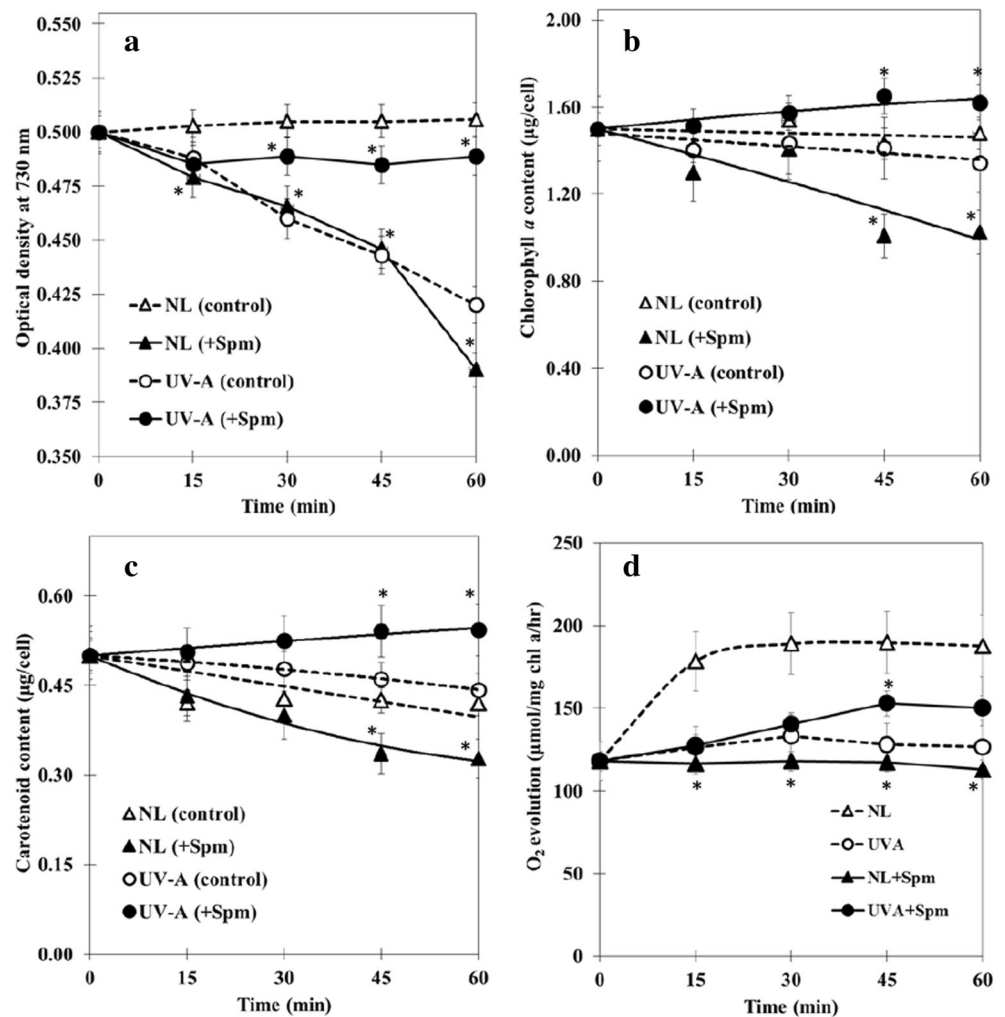 a
Optical density at 730 nm
0.550
0.525
0.500
0.475
0.450
0.425
0.400
0.375
0.350
* * * * * * * *
NL (control)
NL (+Spm)
UV-A (control)
UV-A (+Spm)
0 15 30 45 60
Time (min)
b
Chlorophyll a content (µg/cell)
2.00
1.60
1.20
0.80
0.40
0.00
* * * *
NL (control)
NL (+Spm)
UV-A (control)
UV-A (+Spm)
0 15 30 45 60
Time (min)
c
Carotenoid content (µg/cell)
0.60
0.45
0.30
0.15
0.00
* * * *
NL (control)
NL (+Spm)
UV-A (control)
UV-A (+Spm)
0 15 30 45 60
Time (min)
d
O₂ evolution (µmol/mg chl a/hr)
250
200
150
100
50
0
* * * * *
NL
UVA
NL+Spm
UVA+Spm
0 15 30 45 60
Time (min)